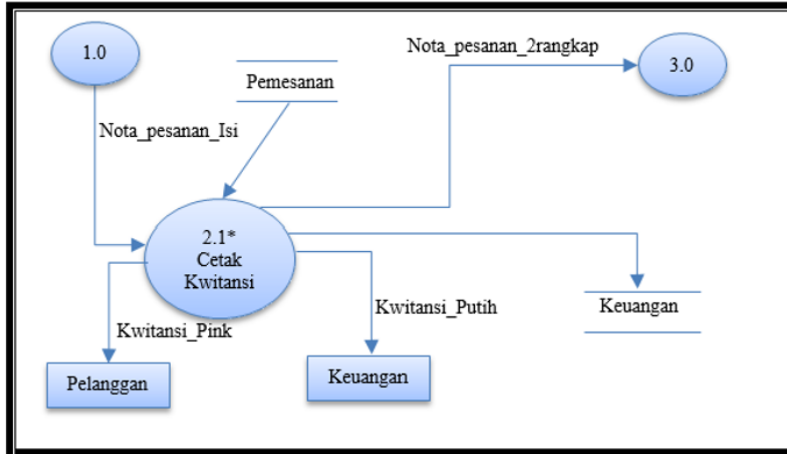 1.0
Nota_pesanan_2rangkap
3.0
Pemesanan
Nota_pesanan_Isi
2.1*
Cetak
Kwitansi
Kwitansi_Putih
Keuangan
Kwitansi_Pink
Pelanggan
Keuangan